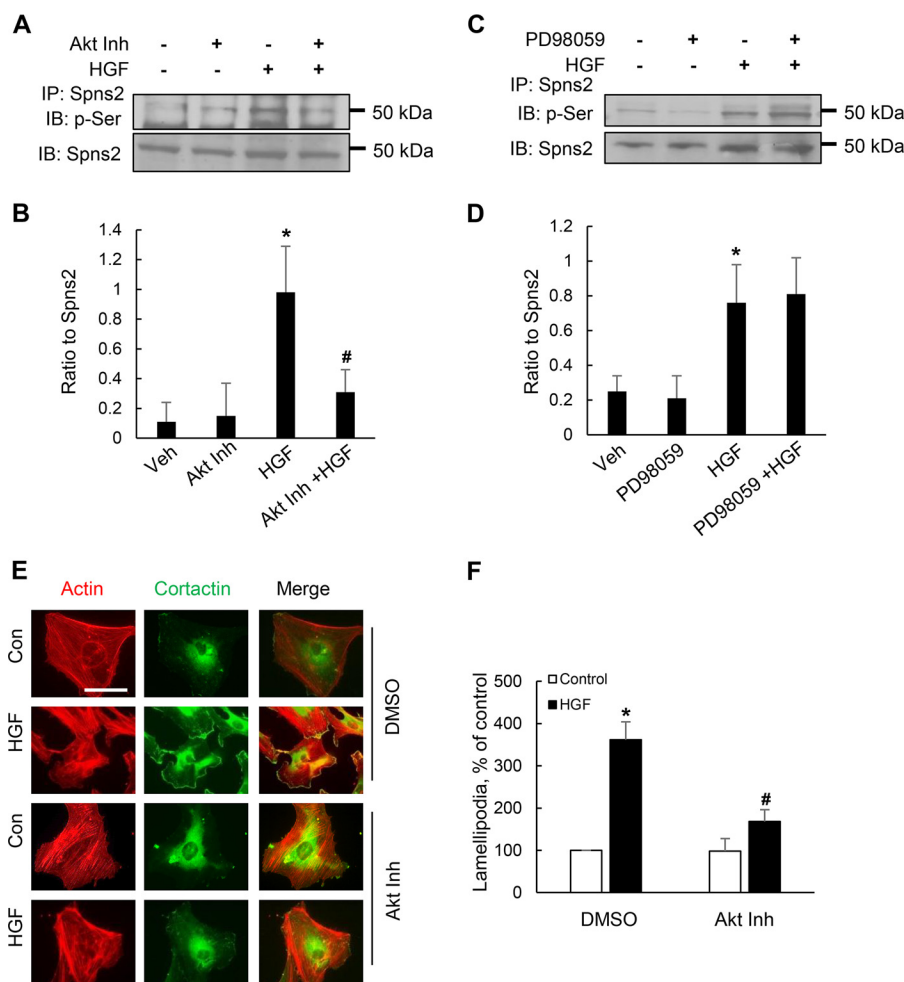 A
Akt Inh - + - +
HGF - - + +
IP: Spns2
IB: p-Ser
50 kDa
IB: Spns2
50 kDa
C
PD98059 - + - +
HGF - - + +
IP: Spns2
IB: p-Ser
50 kDa
IB: Spns2
50 kDa
B
Ratio to Spns2
1.4
1.2
1
0.8
0.6
0.4
0.2
0
*
#
Veh
Akt Inh
HGF
Akt Inh +HGF
D
Ratio to Spns2
1.2
1
0.8
0.6
0.4
0.2
0
*
Veh
PD98059
HGF
PD98059 +HGF
E
Actin Cortactin Merge
Con
HGF
DMSO
Con
HGF
Akt Inh
F
Lamellipodia, % of control
Control
HGF
500
400
300
200
100
0
*
#
DMSO Akt Inh